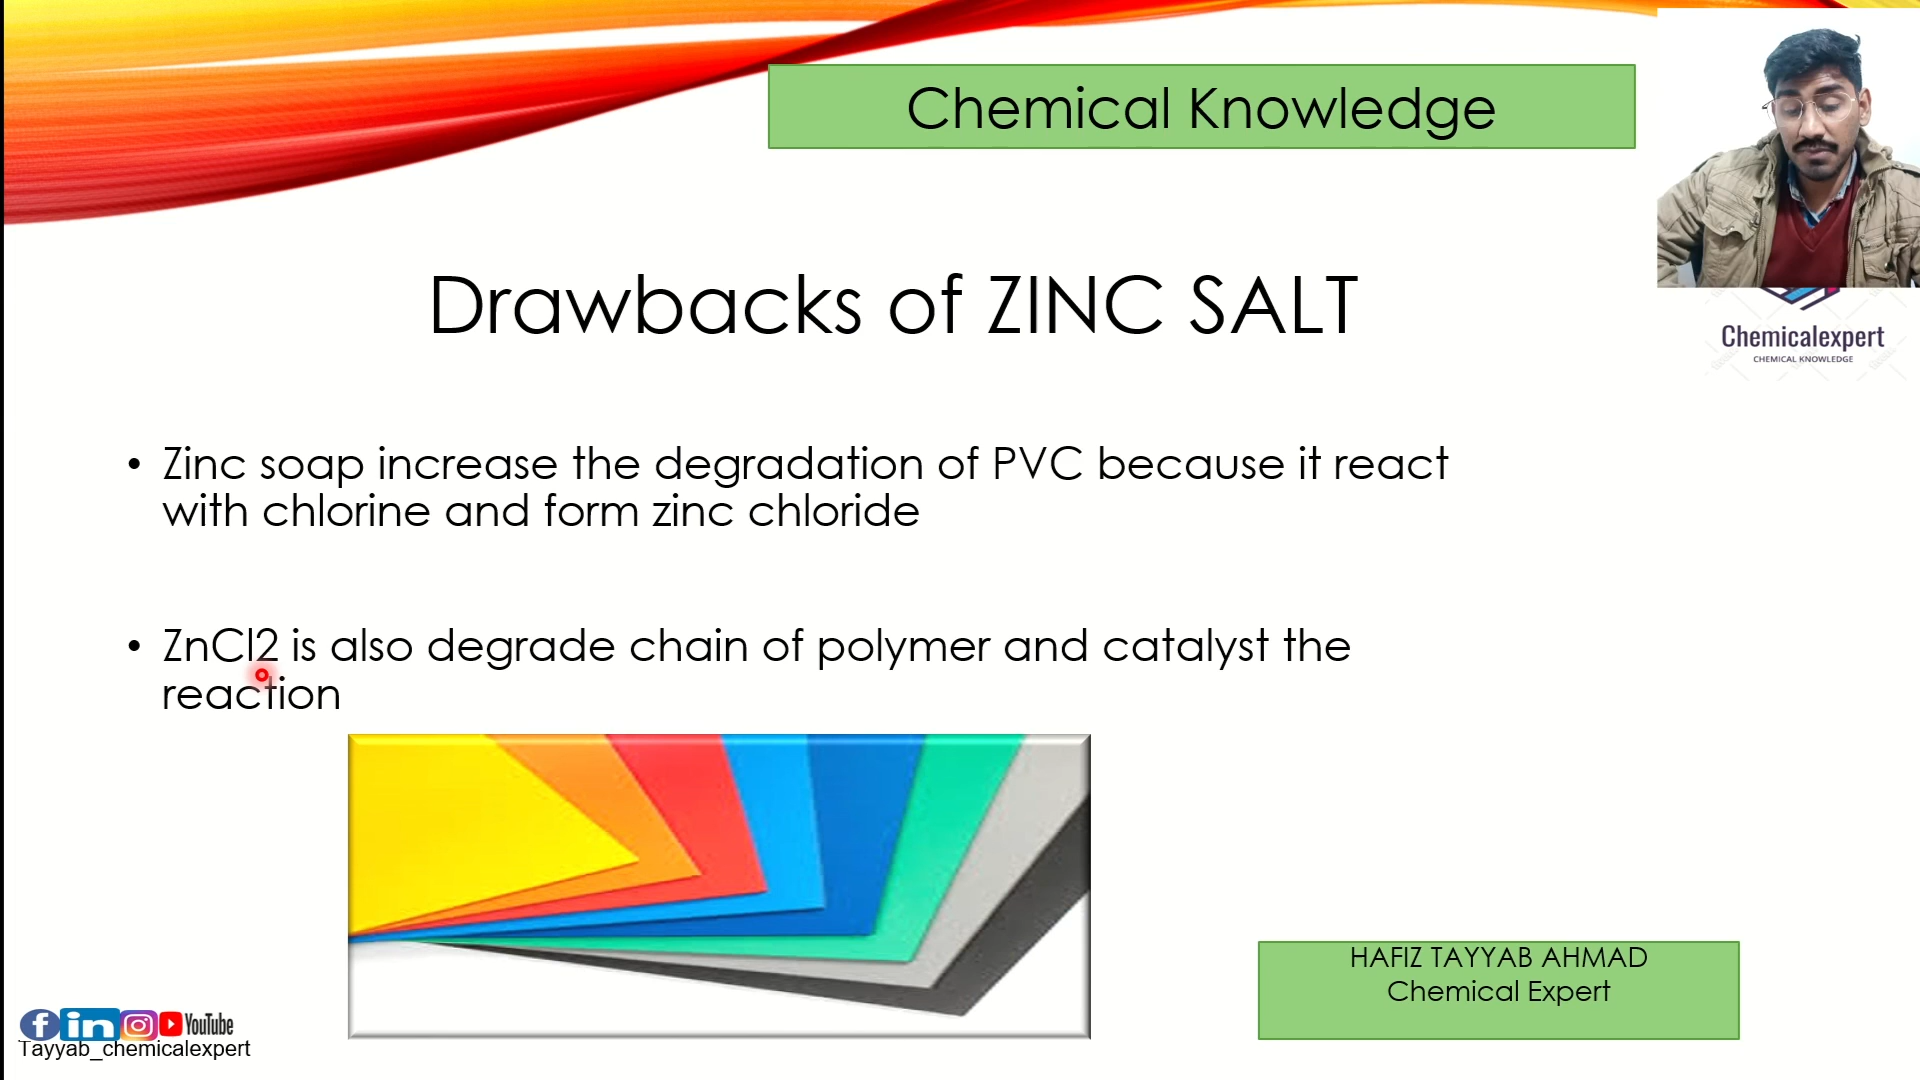 Chemical Knowledge
Drawbacks of ZINC SALT
Chemicalexpert
CHEMICAL KNOWLEDGE
• Zinc soap increase the degradation of PVC because it react
with chlorine and form zinc chloride
• ZnCl2 is also degrade chain of polymer and catalyst the
reaction
HAFIZ TAYYAB AHMAD
Chemical Expert
f in YouTube
Tayyab_chemicalexpert